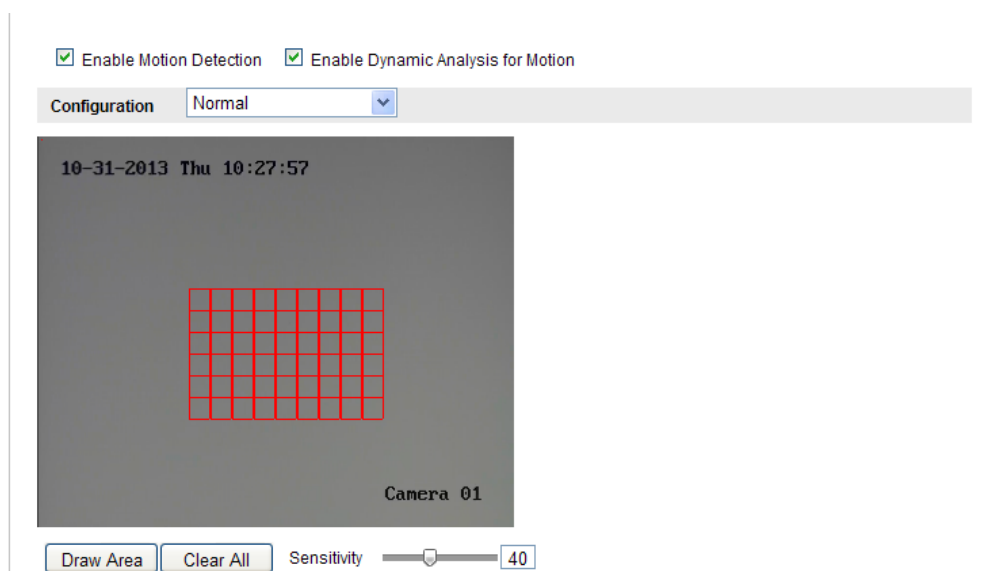 Enable Motion Detection Enable Dynamic Analysis for Motion
Configuration Normal
10-31-2013 Thu 10:27:57
Camera 01
Draw Area Clear All Sensitivity 40